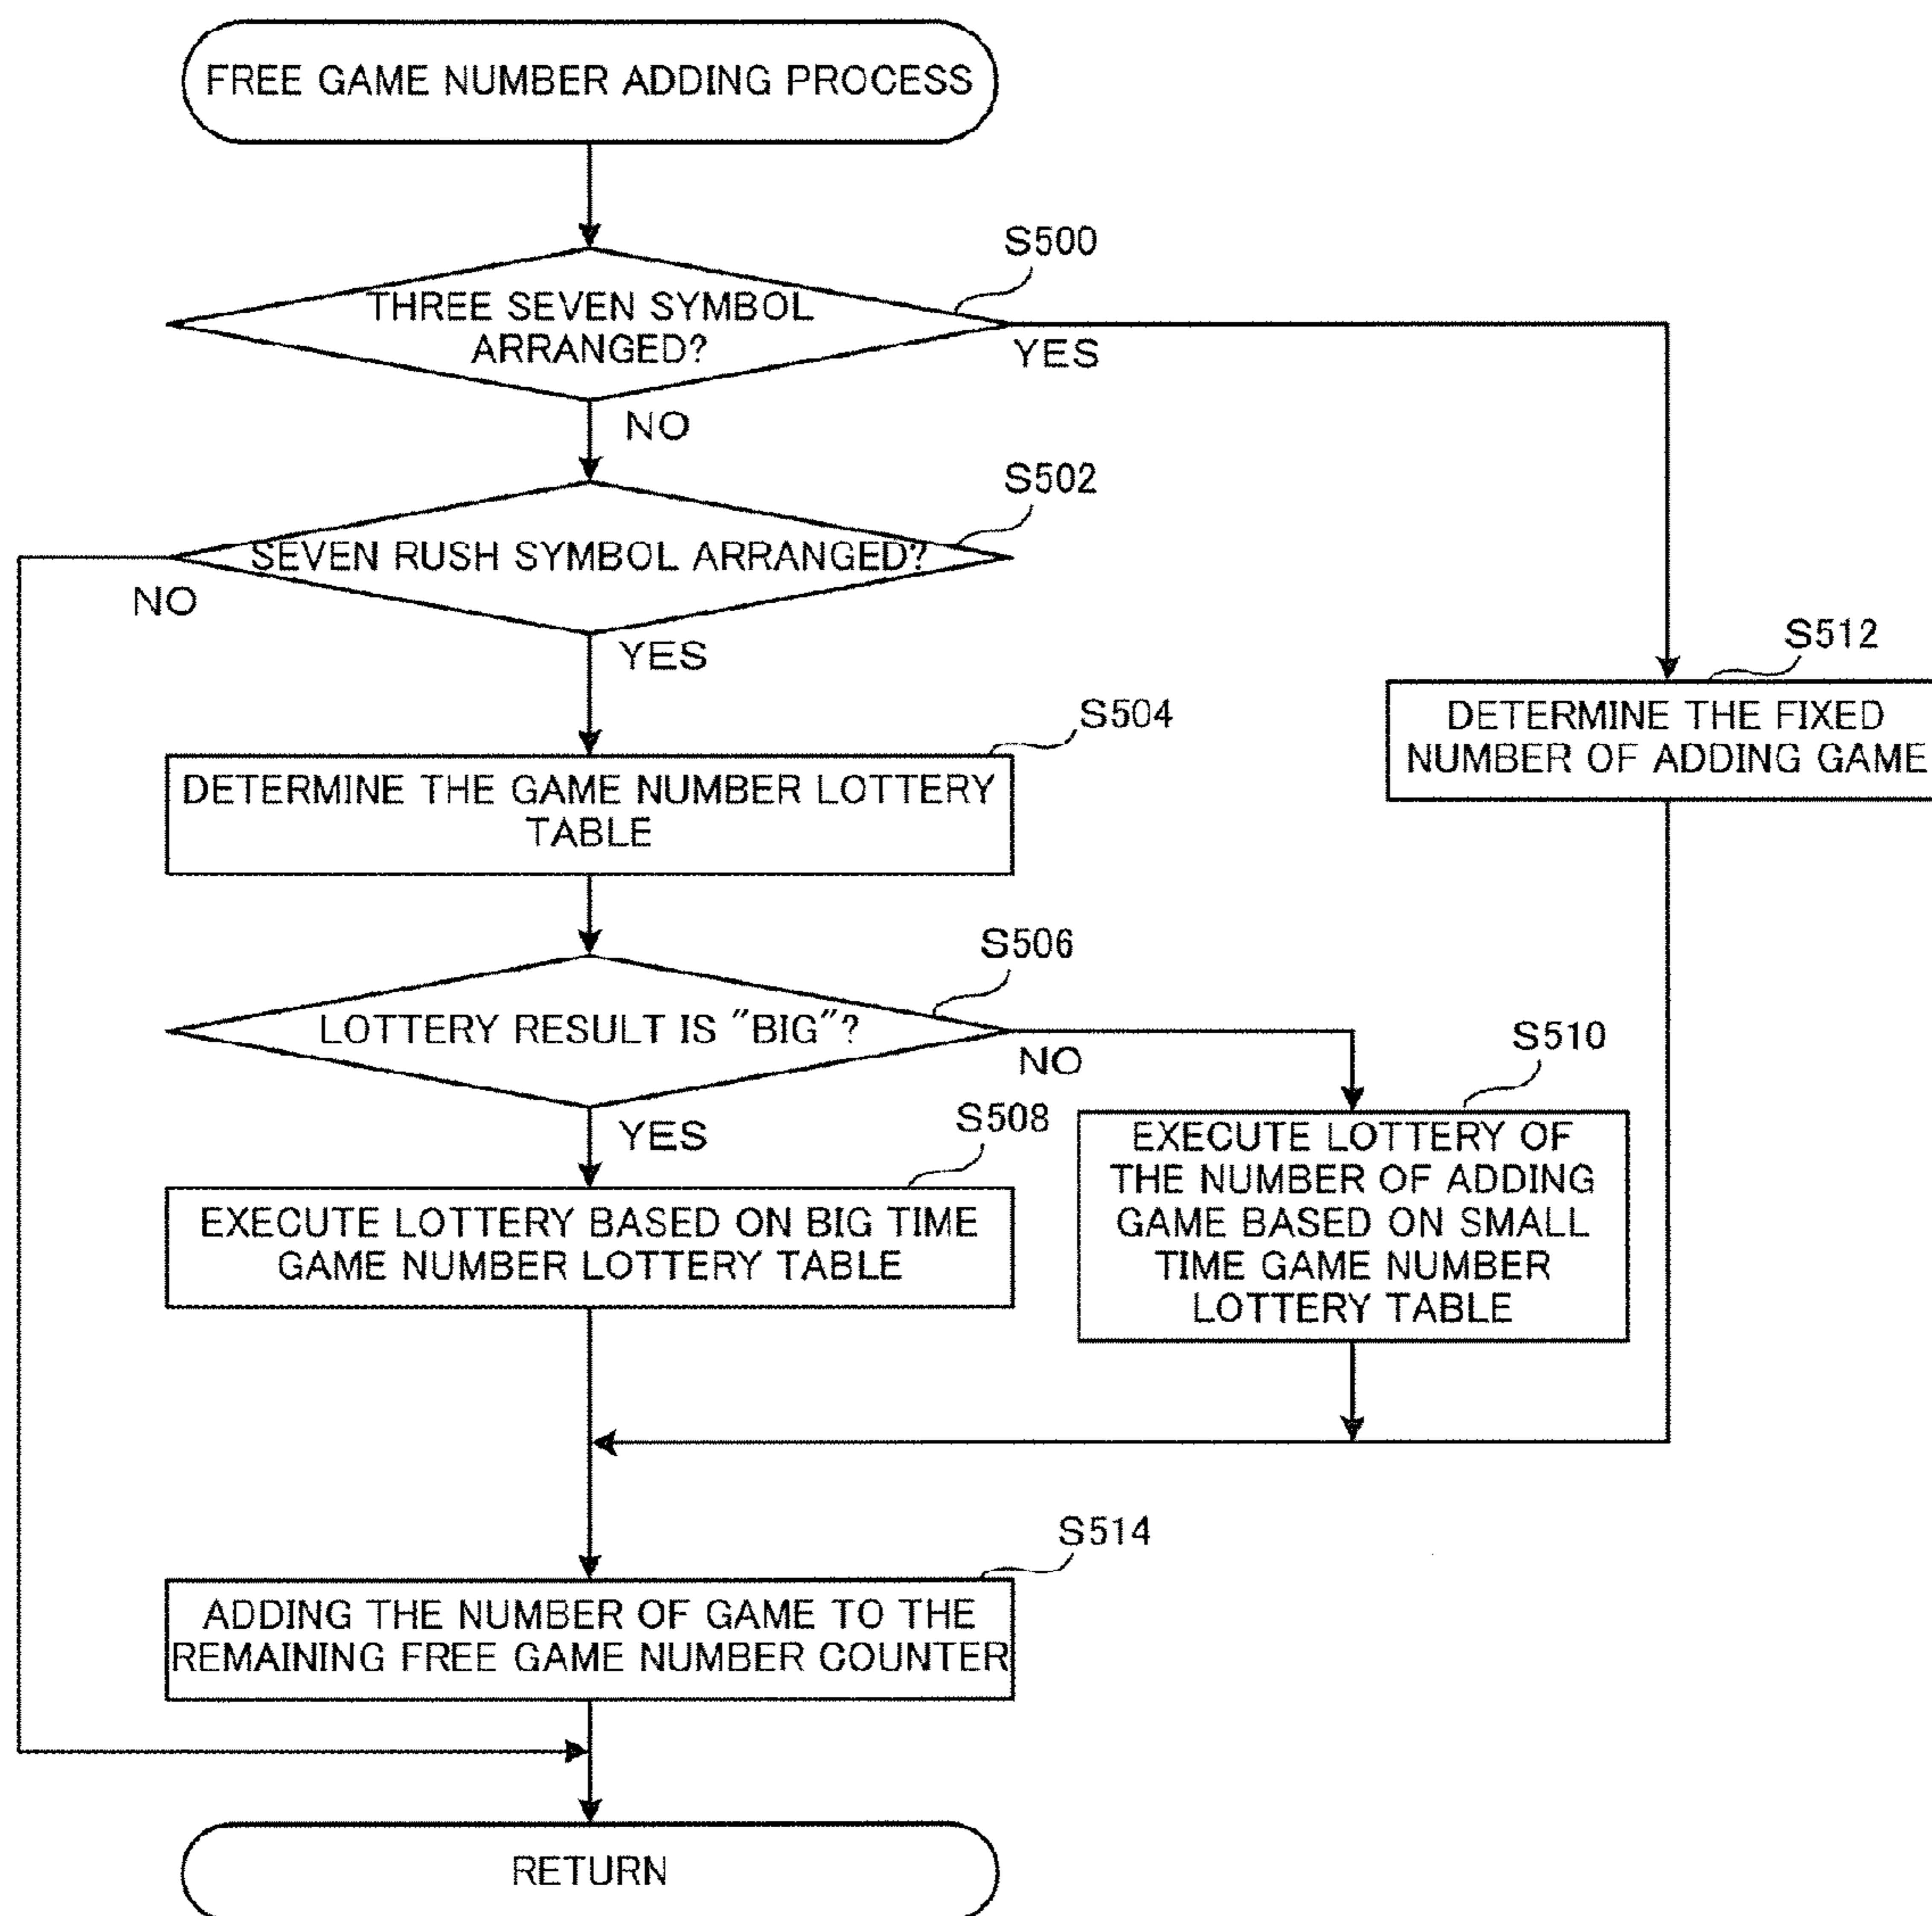 FREE GAME NUMBER ADDING PROCESS
S500
THREE SEVEN SYMBOL
ARRANGED?
YES
NO
S502
SEVEN RUSH SYMBOL ARRANGED?
NO
YES
S512
DETERMINE THE FIXED
NUMBER OF ADDING GAME
S504
DETERMINE THE GAME NUMBER LOTTERY
TABLE
S506
LOTTERY RESULT IS "BIG"?
NO
YES
S510
EXECUTE LOTTERY OF
THE NUMBER OF ADDING
GAME BASED ON SMALL
TIME GAME NUMBER
LOTTERY TABLE
S508
EXECUTE LOTTERY BASED ON BIG TIME
GAME NUMBER LOTTERY TABLE
S514
ADDING THE NUMBER OF GAME TO THE
REMAINING FREE GAME NUMBER COUNTER
RETURN